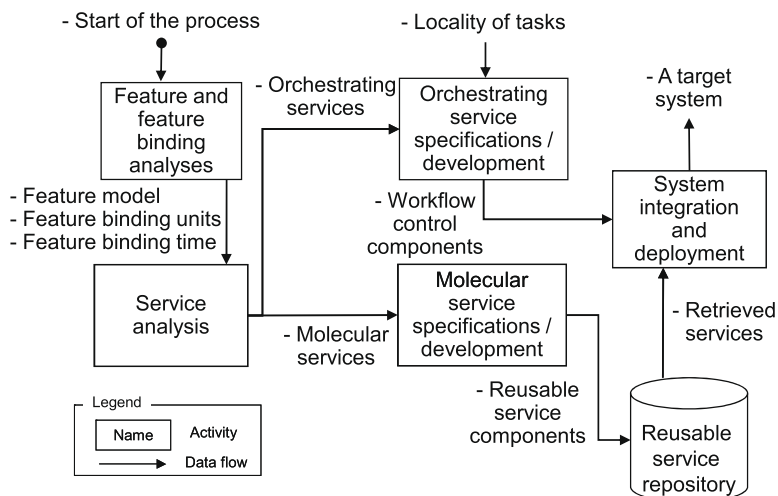 - Start of the process
- Locality of tasks
Feature and
feature
binding
analyses
- Orchestrating
services
Orchestrating
service
specifications /
development
- A target
system
- Feature model
- Feature binding units
- Feature binding time
- Workflow
control
components
System
integration
and
deployment
Service
analysis
- Molecular
services
Molecular
service
specifications /
development
- Retrieved
services
- Reusable
service
components
Reusable
service
repository
Legend
Name
Activity
Data flow